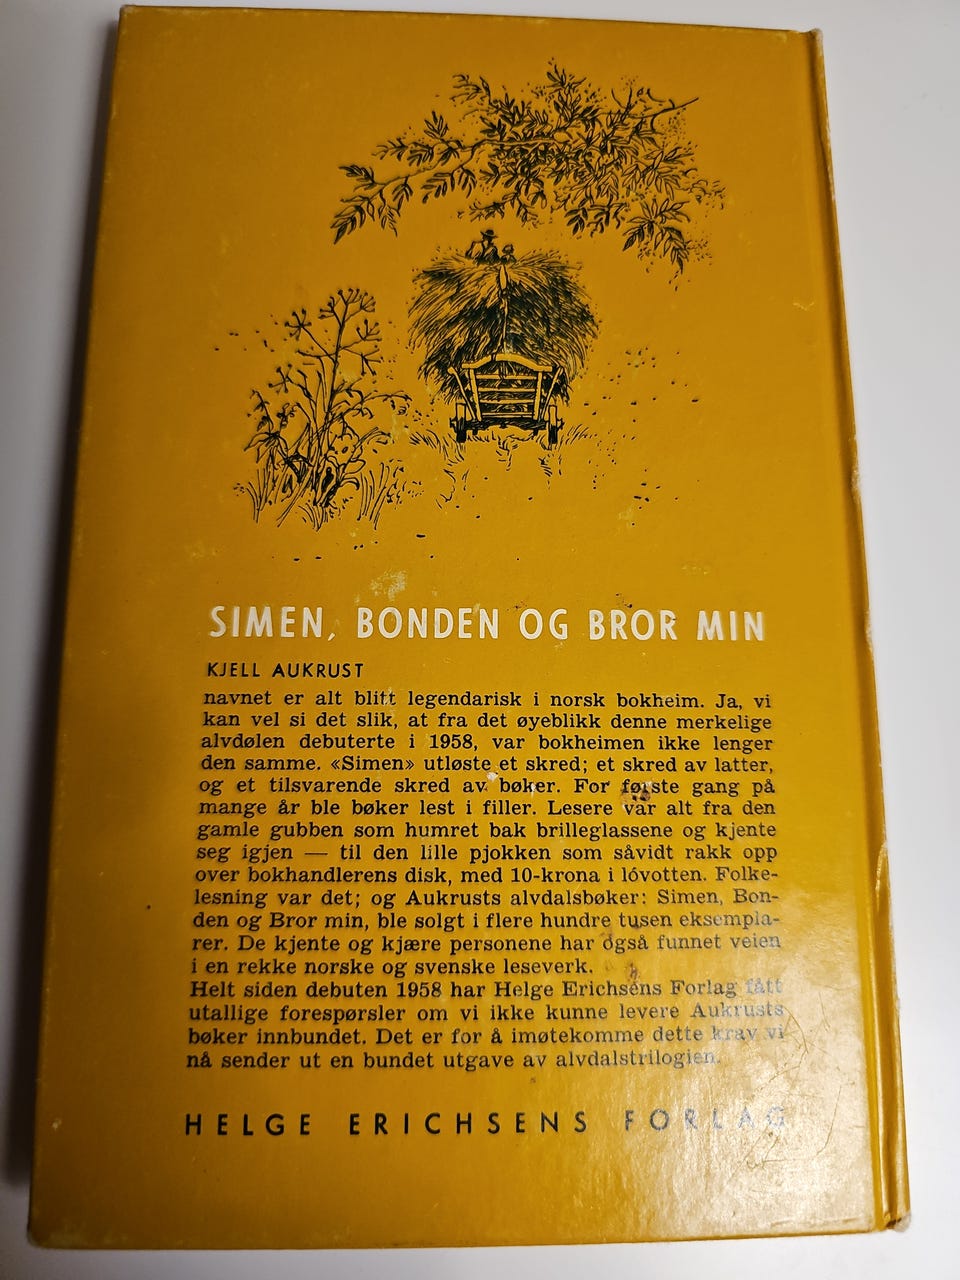 SIMEN, BONDEN OG BROR MIN
KJELL AUKRUST
navnet er alt blitt legendarisk i norsk bokheim. Ja, vi
kan vel si det slik, at fra det øyeblikk denne merkelige
alvdølen debuterte i 1958, var bokheimen ikke lenger
den samme. «Simen» utløste et skred; et skred av latter,
og et tilsvarende skred av bøker. For første gang på
mange år ble bøker lest i filler. Lesere var alt fra den
gamle gubben som humret bak brilleglassene og kjente
seg igjen — til den lille pjokken som såvidt rakk opp
over bokhandlerens disk, med 10-krona i lóvotten. Folke-
lesning var det; og Aukrusts alvdalsbøker: Simen, Bon-
den og Bror min, ble solgt i flere hundre tusen eksempla-
rer. De kjente og kjære personene har også funnet veien
i en rekke norske og svenske leseverk.
Helt siden debuten 1958 har Helge Erichsens Forlag fått
utallige forespørsler om vi ikke kunne levere Aukrusts
bøker innbundet. Det er for å imøtekomme dette krav vi
nå sender ut en bundet utgave av alvdalstrilogien.
HELGE ERICHSENS FORLAG